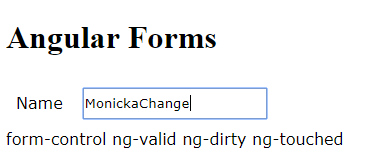 Angular Forms
Name MonickaChange
form-control ng-valid ng-dirty ng-touched